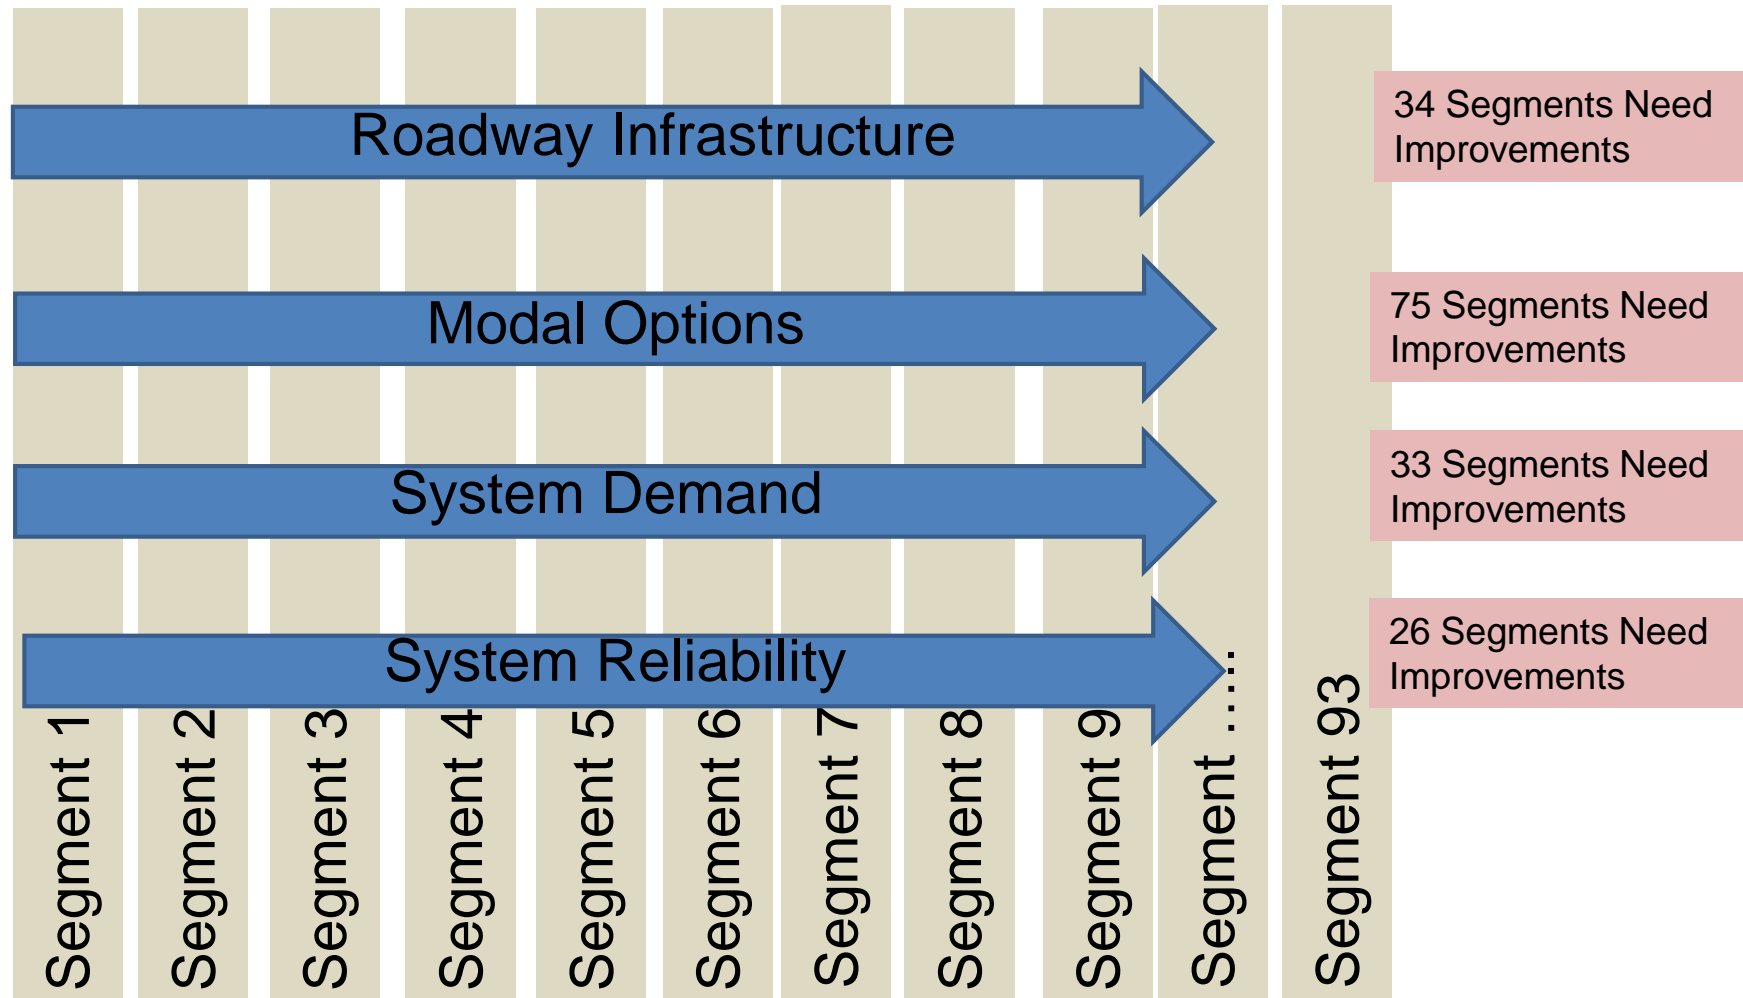 Roadway Infrastructure
34 Segments Need
Improvements
Modal Options
75 Segments Need
Improvements
System Demand
33 Segments Need
Improvements
System Reliability
26 Segments Need
Improvements
Segment 1
Segment 2
Segment 3
Segment 4
Segment 5
Segment 6
Segment 7
Segment 8
Segment 9
Segment .....
Segment 93